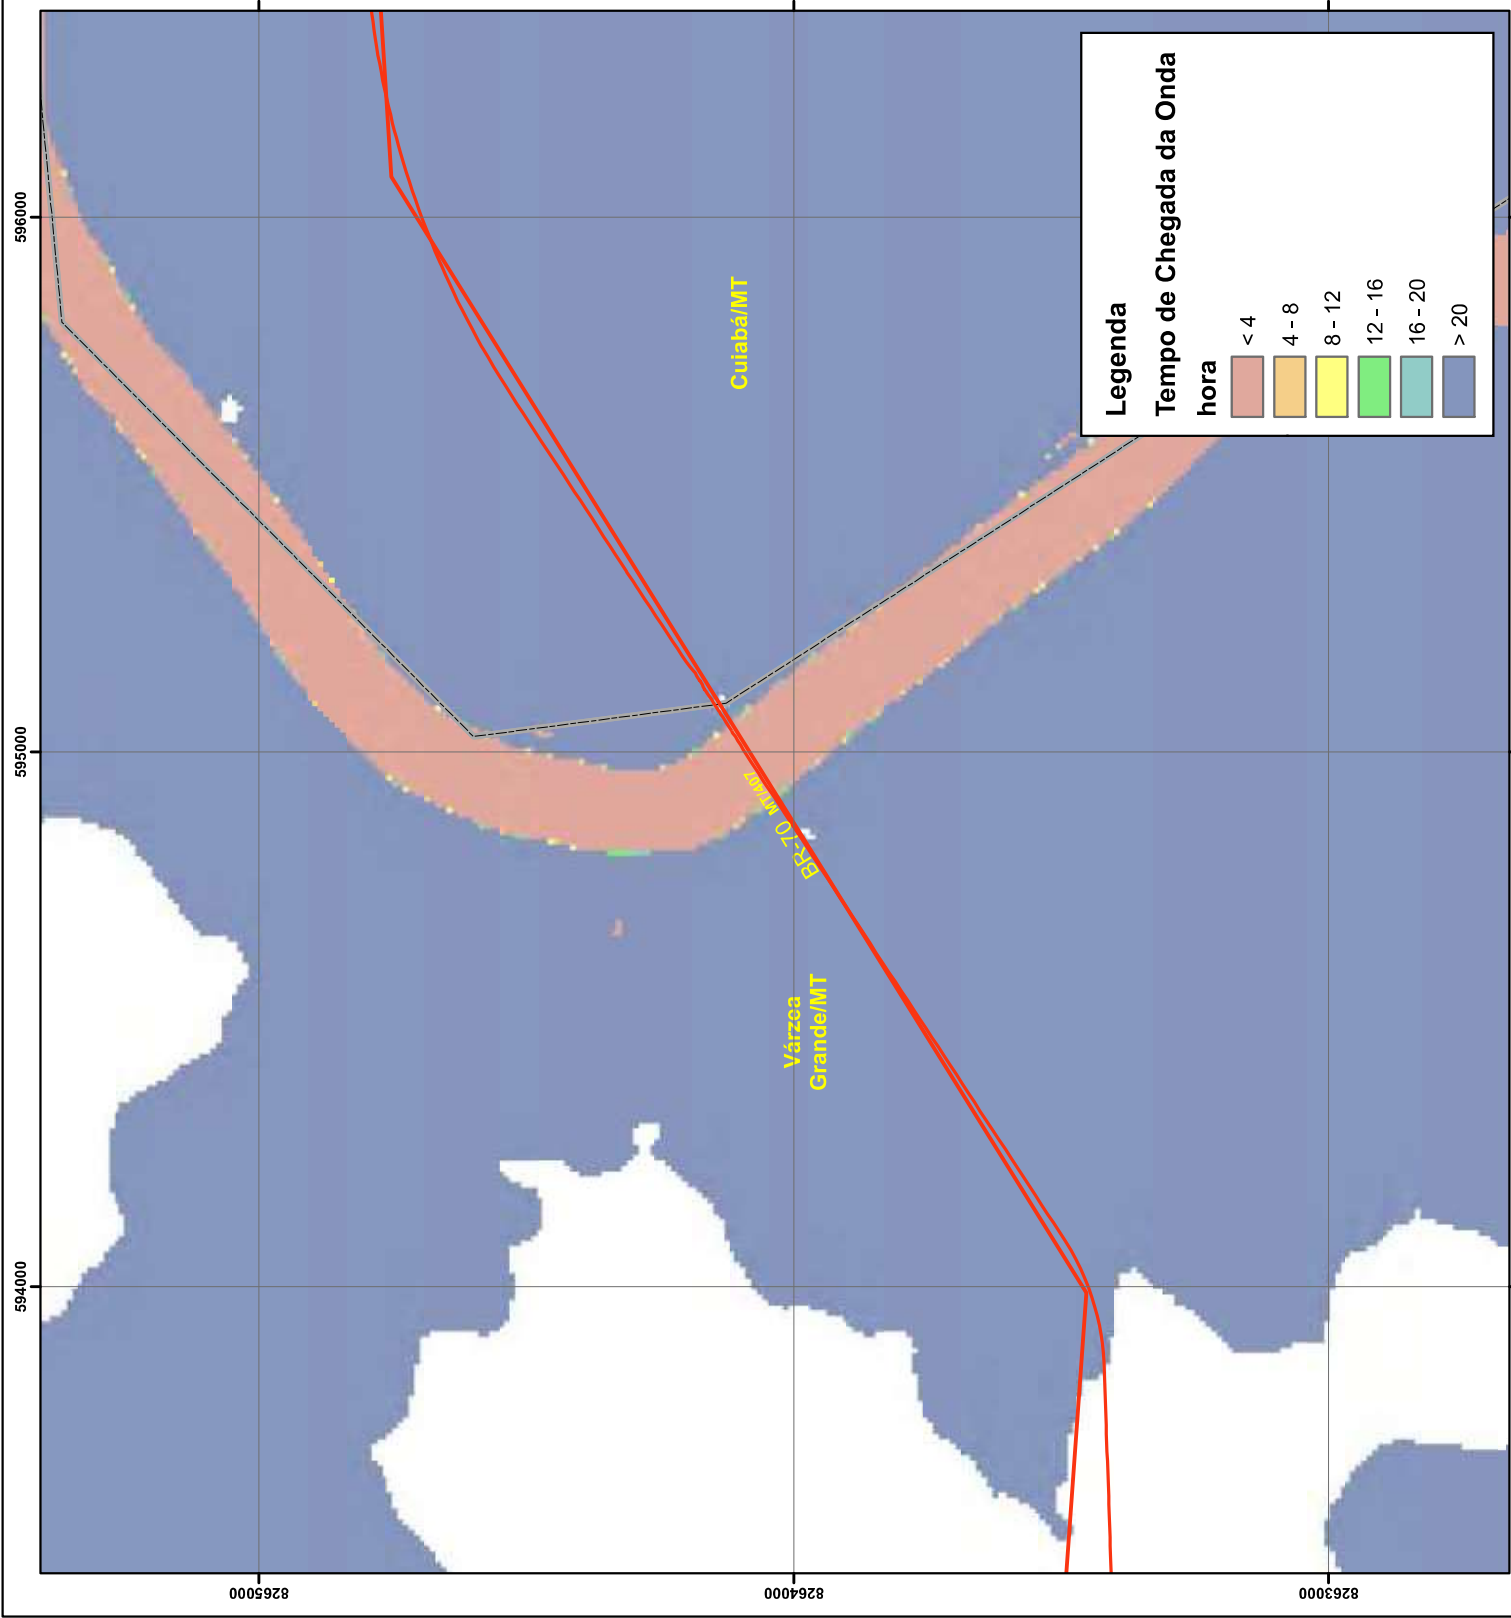 596000
595000
594000
8265000
8264000
8263000
Cuiabá/MT
MT/407
BR-70
Várzea
Grande/MT
Legenda
Tempo de Chegada da Onda
hora
< 4
4 - 8
8 - 12
12 - 16
16 - 20
> 20